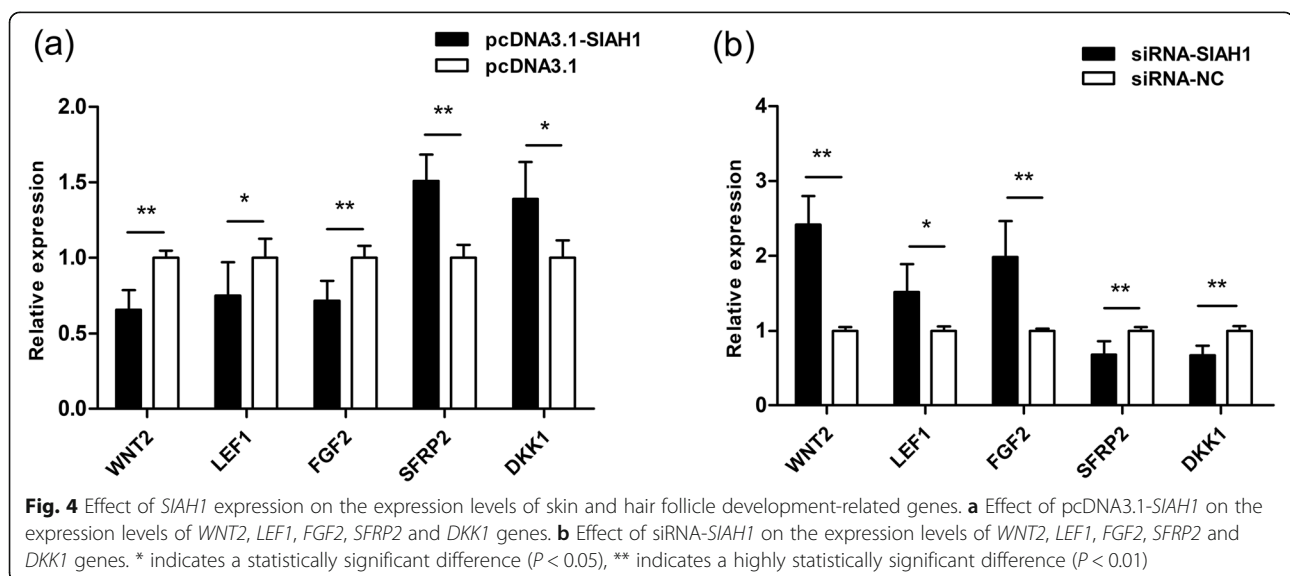 (a)
pcDNA3.1-SIAH1
pcDNA3.1
Relative expression
2.0
1.5
1.0
0.5
0.0
**
*
**
**
*
WNT2
LEF1
FGF2
SFRP2
DKK1
(b)
siRNA-SIAH1
siRNA-NC
Relative expression
4
3
2
1
0
**
*
**
**
**
WNT2
LEF1
FGF2
SFRP2
DKK1
Fig. 4 Effect of SIAH1 expression on the expression levels of skin and hair follicle development-related genes. a Effect of pcDNA3.1-SIAH1 on the
expression levels of WNT2, LEF1, FGF2, SFRP2 and DKK1 genes. b Effect of siRNA-SIAH1 on the expression levels of WNT2, LEF1, FGF2, SFRP2 and
DKK1 genes. * indicates a statistically significant difference (P < 0.05), ** indicates a highly statistically significant difference (P < 0.01)